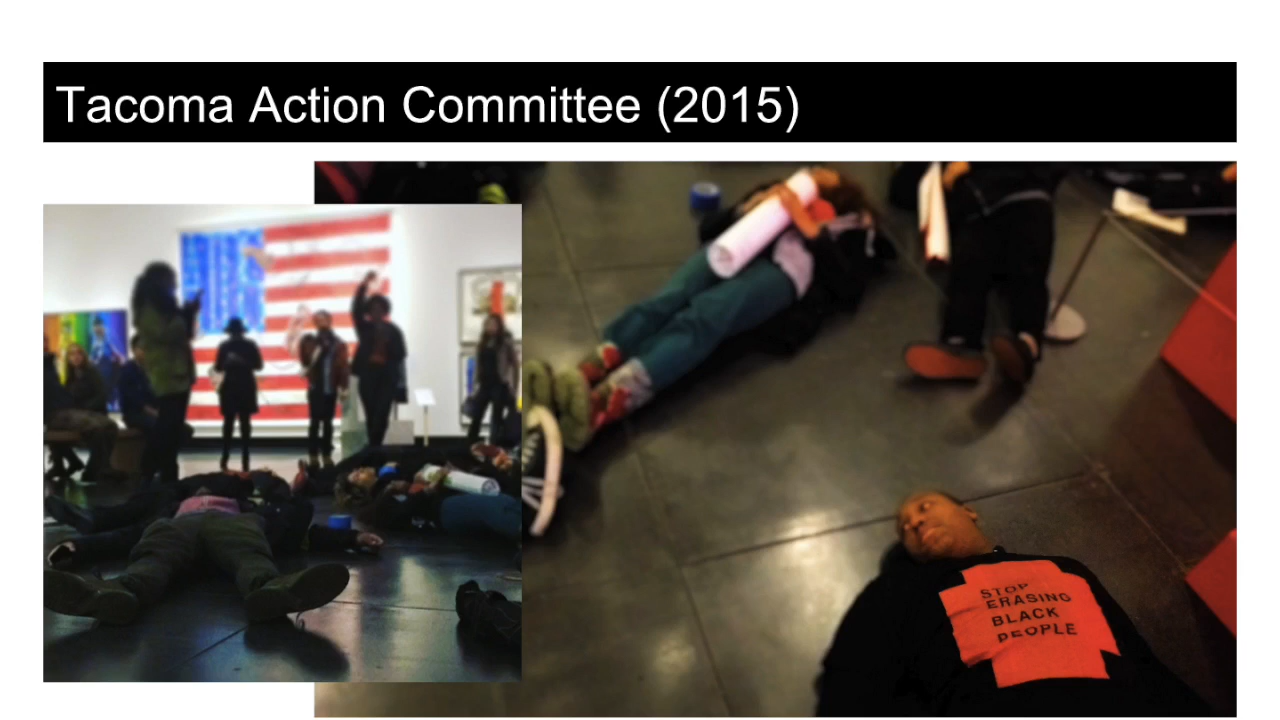 Tacoma Action Committee (2015)
STOP
ERASING
BLACK
PEOPLE